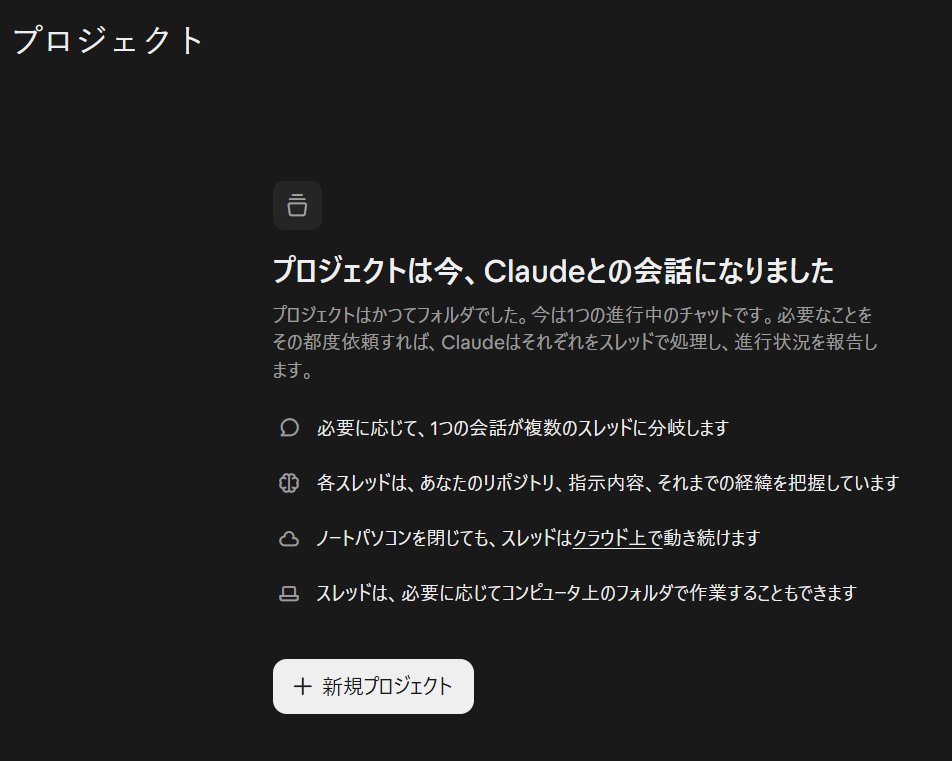 プロジェクト
プロジェクトは今、Claudeとの会話になりました
プロジェクトはかつてフォルダでした。今は1つの進行中のチャットです。必要なことを
その都度依頼すれば、Claudeはそれぞれをスレッドで処理し、進行状況を報告し
ます。
必要に応じて、1つの会話が複数のスレッドに分岐します
各スレッドは、あなたのリポジトリ、指示内容、それまでの経緯を把握しています
ノートパソコンを閉じても、スレッドはクラウド上で動き続けます
スレッドは、必要に応じてコンピュータ上のフォルダで作業することもできます
+ 新規プロジェクト